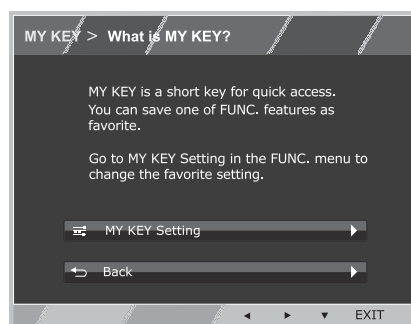 MY KEY > What is MY KEY?
MY KEY is a short key for quick access.
You can save one of FUNC. features as
favorite.
Go to MY KEY Setting in the FUNC. menu to
change the favorite setting.
MY KEY Setting
Back
EXIT